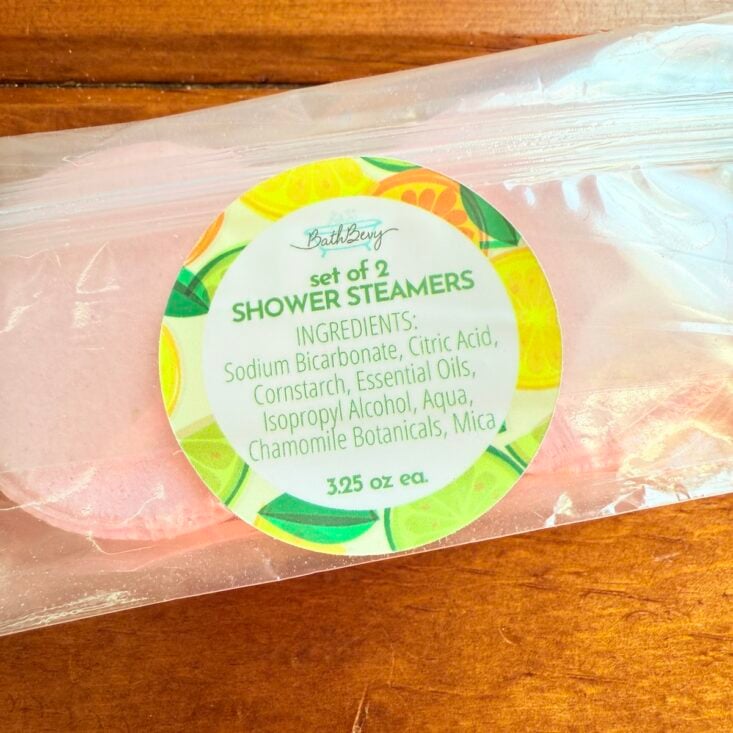 BathBevy
set of 2
SHOWER STEAMERS
INGREDIENTS:
Sodium Bicarbonate, Citric Acid,
Cornstarch, Essential Oils,
Isopropyl Alcohol, Aqua,
Chamomile Botanicals, Mica
3.25 oz ea.